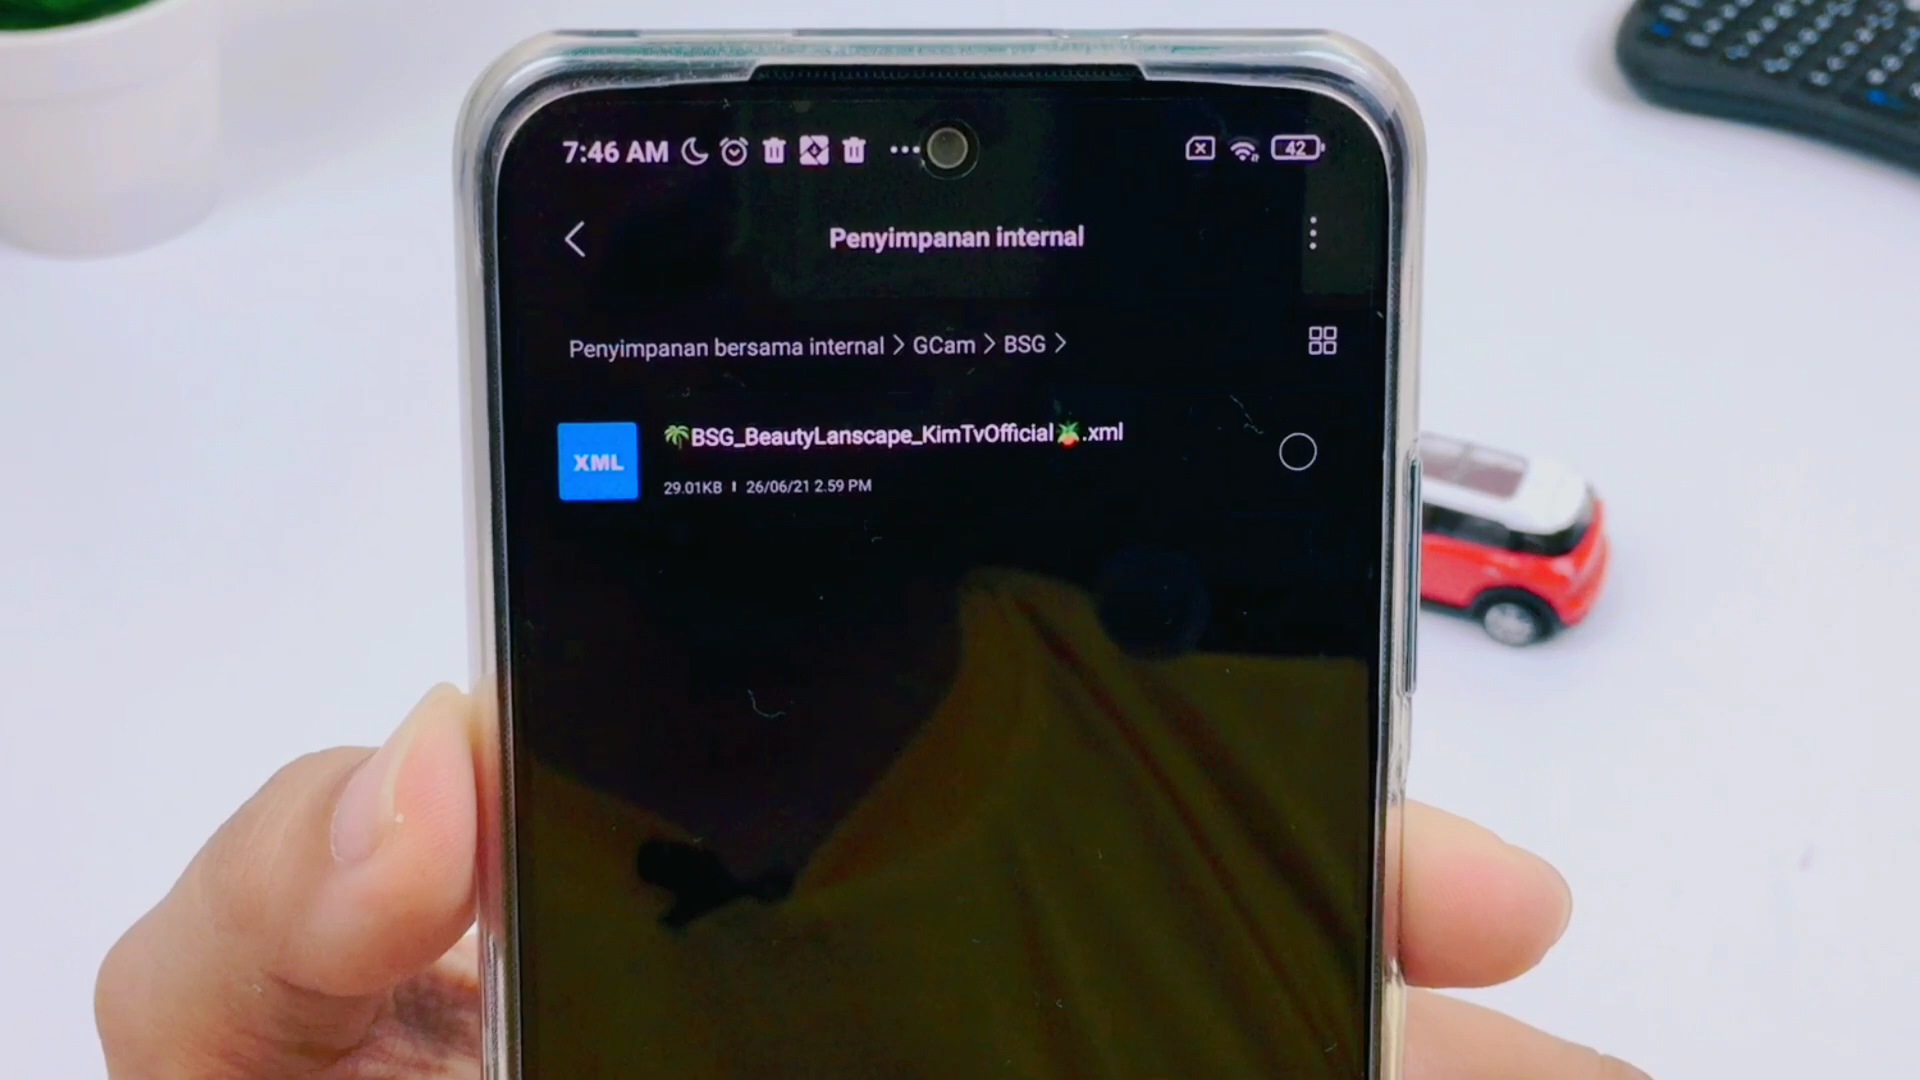 7:46 AM 42
Penyimpanan internal
Penyimpanan bersama internal > GCam > BSG >
XML
🌴BSG_BeautyLanscape_KimTvOfficial🪴.xml
29.01KB | 26/06/21 2.59 PM